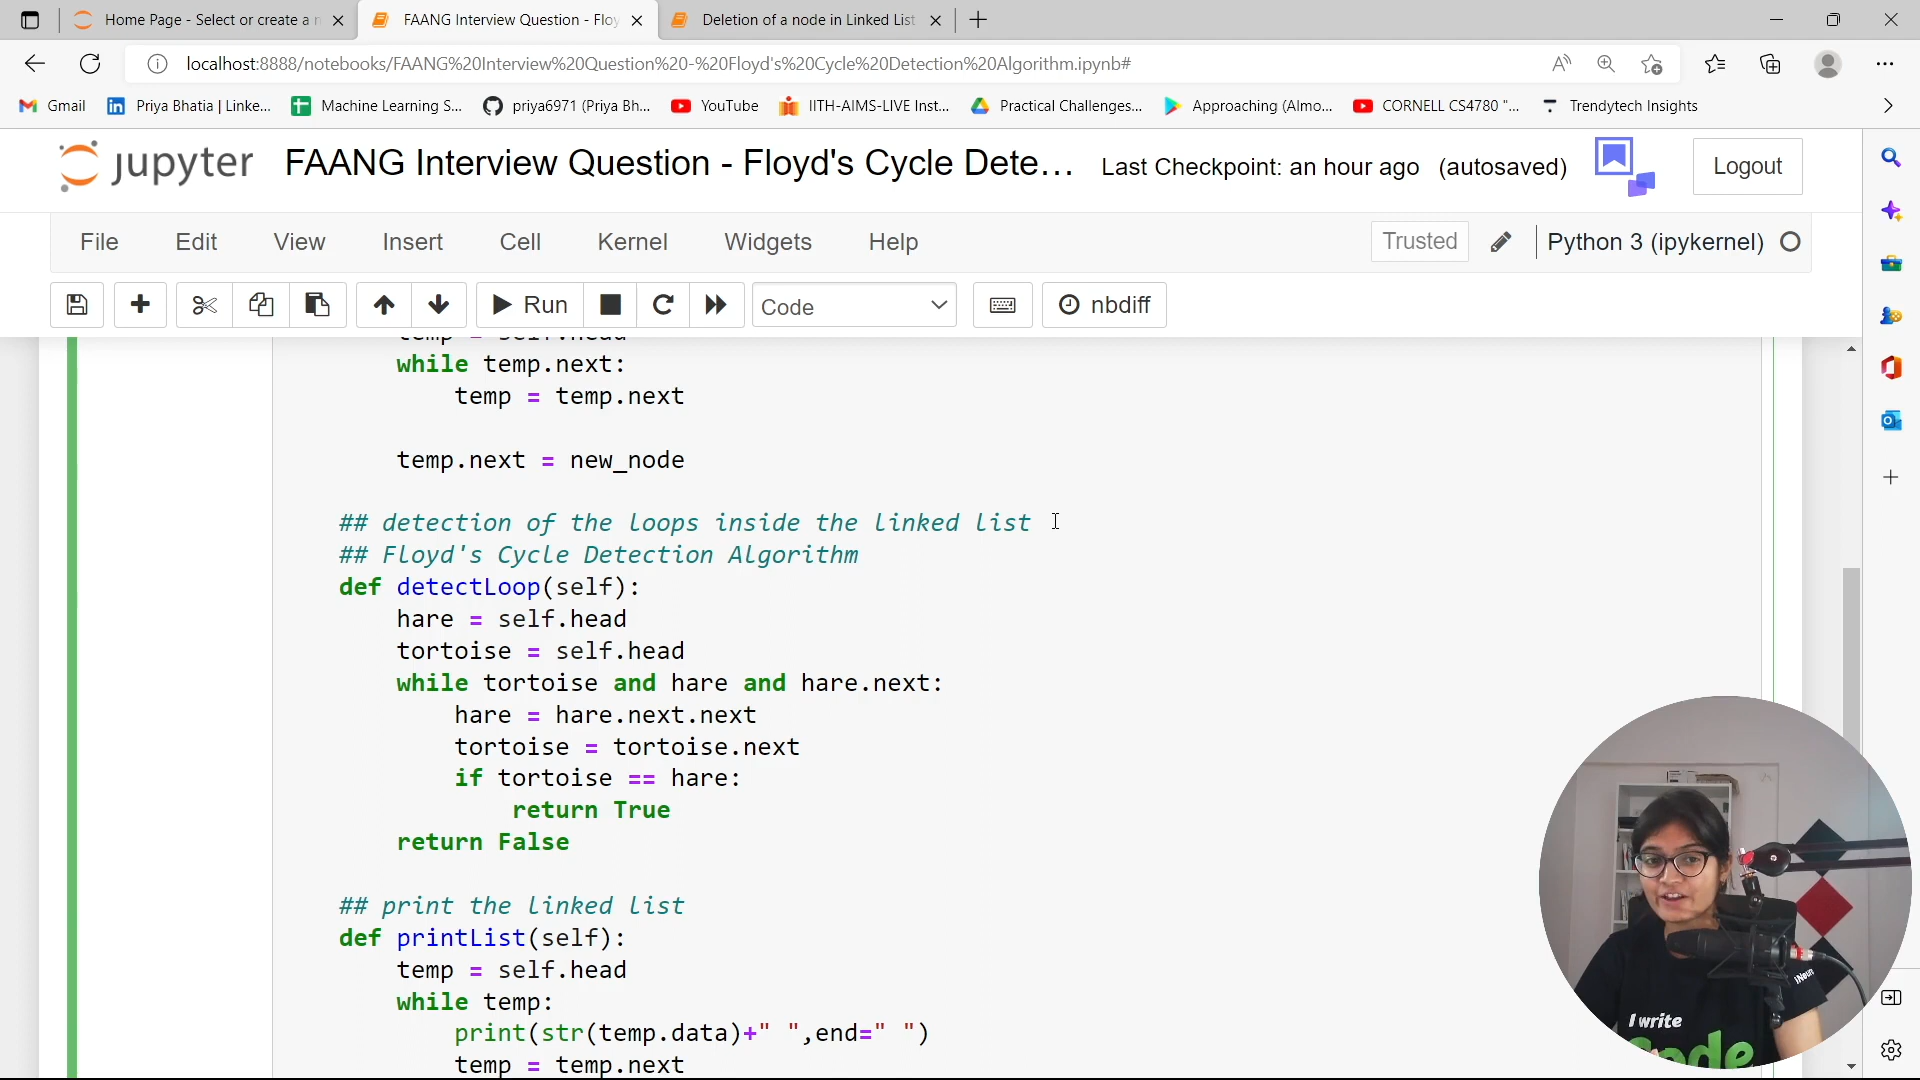 Home Page - Select or create a n
FAANG Interview Question - Floy
Deletion of a node in Linked List
localhost:8888/notebooks/FAANG%20Interview%20Question%20-%20Floyd's%20Cycle%20Detection%20Algorithm.ipynb#
Gmail
Priya Bhatia | Linke...
Machine Learning S...
priya6971 (Priya Bh...
YouTube
IITH-AIMS-LIVE Inst...
Practical Challenges...
Approaching (Almo...
CORNELL CS4780 "...
Trendytech Insights
jupyter FAANG Interview Question - Floyd's Cycle Dete... Last Checkpoint: an hour ago (autosaved)
Logout
File Edit View Insert Cell Kernel Widgets Help
Trusted
Python 3 (ipykernel)
Run
Code
nbdiff
temp = self.head
while temp.next:
temp = temp.next
temp.next = new_node
## detection of the loops inside the linked list
## Floyd's Cycle Detection Algorithm
def detectLoop(self):
hare = self.head
tortoise = self.head
while tortoise and hare and hare.next:
hare = hare.next.next
tortoise = tortoise.next
if tortoise == hare:
return True
return False
## print the linked list
def printList(self):
temp = self.head
while temp:
print(str(temp.data)+" ",end=" ")
temp = temp.next
iNeuron
I write
Code